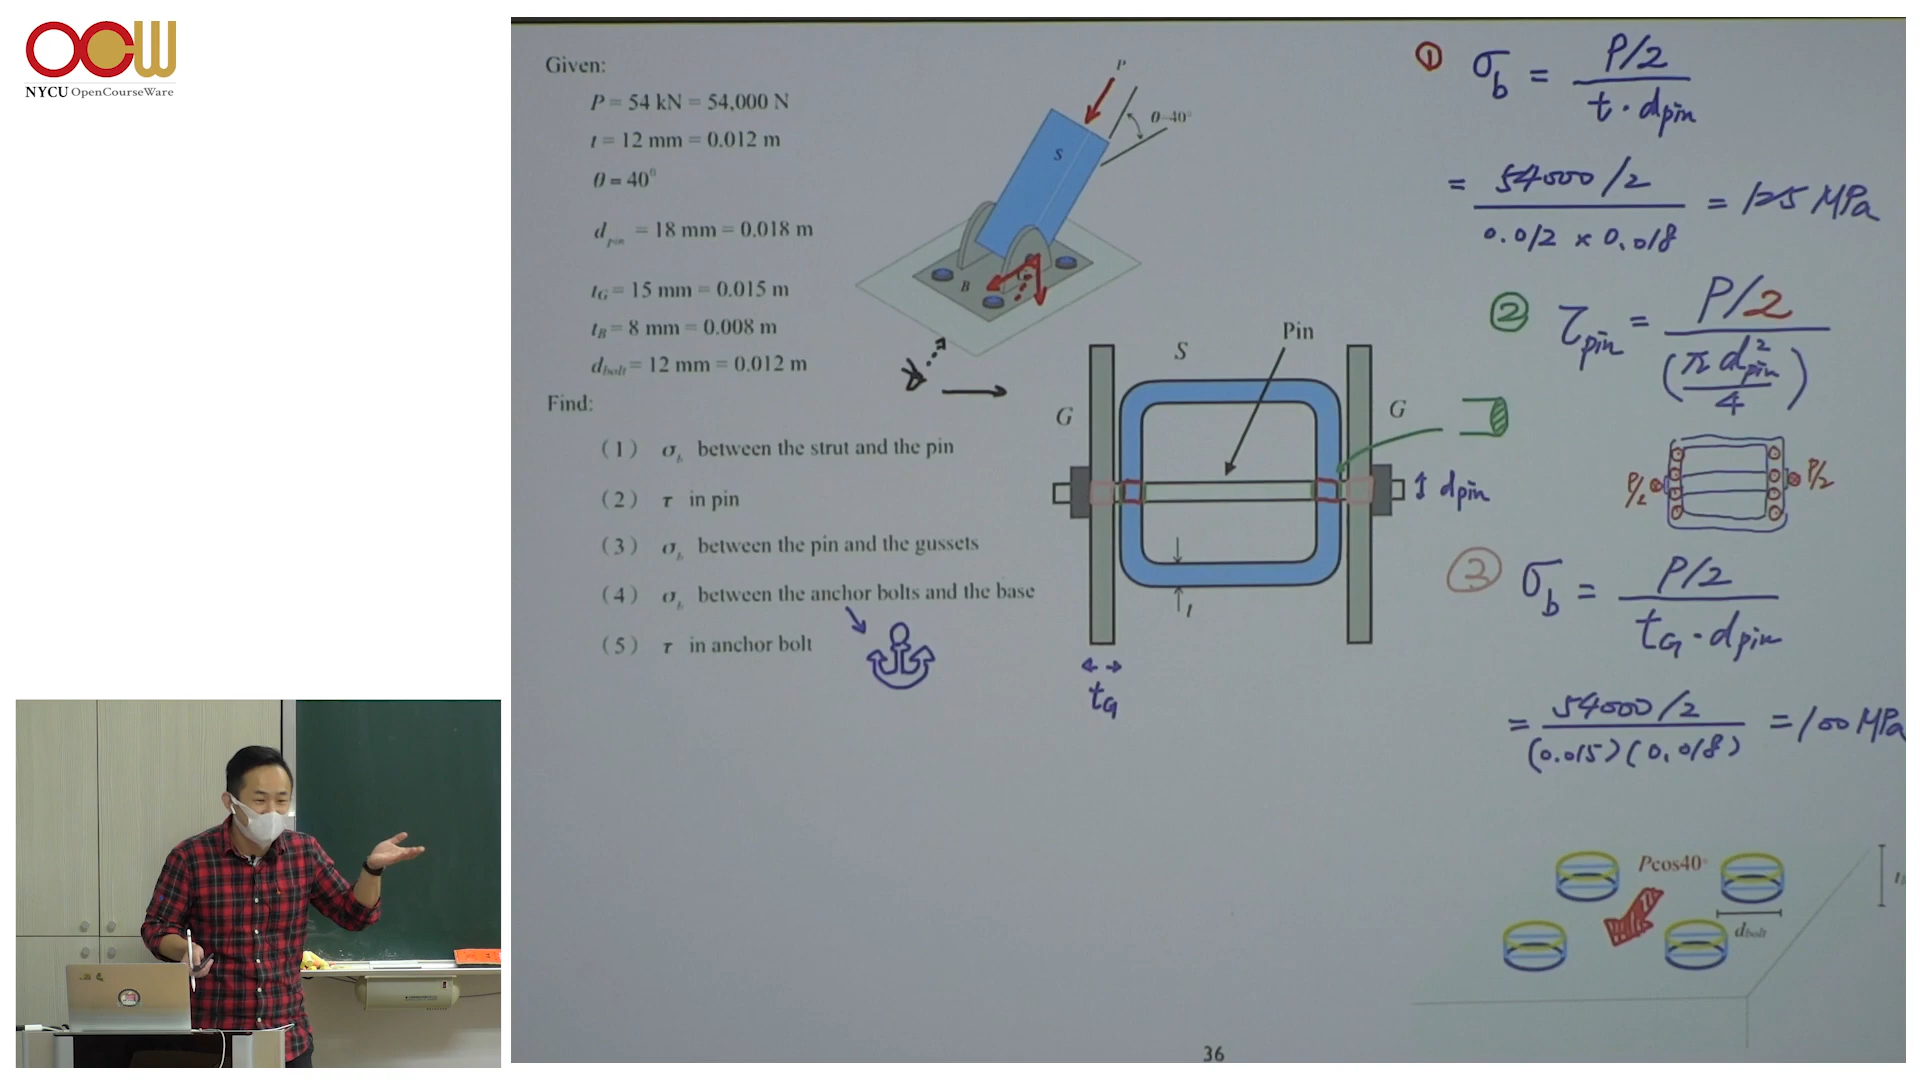 OCW
NYCU OpenCourseWare
Given:
P = 54 kN = 54,000 N
t = 12 mm = 0.012 m
θ = 40°
d_pin = 18 mm = 0.018 m
t_G = 15 mm = 0.015 m
t_B = 8 mm = 0.008 m
d_bolt = 12 mm = 0.012 m
Find:
(1) σ_b between the strut and the pin
(2) τ in pin
(3) σ_b between the pin and the gussets
(4) σ_b between the anchor bolts and the base
(5) τ in anchor bolt
P
θ=40°
S
B
G
S
Pin
G
G
d_pin
t
t_G
① σ_b = (P/2)/(t · d_pin)
= (54000/2)/(0.012 × 0.018) = 125 MPa
② τ_pin = (P/2)/(π d_pin²/4)
P/2
P/2
③ σ_b = (P/2)/(t_G · d_pin)
= (54000/2)/((0.015)(0.018)) = 100 MPa
Pcos40°
d_bolt
36